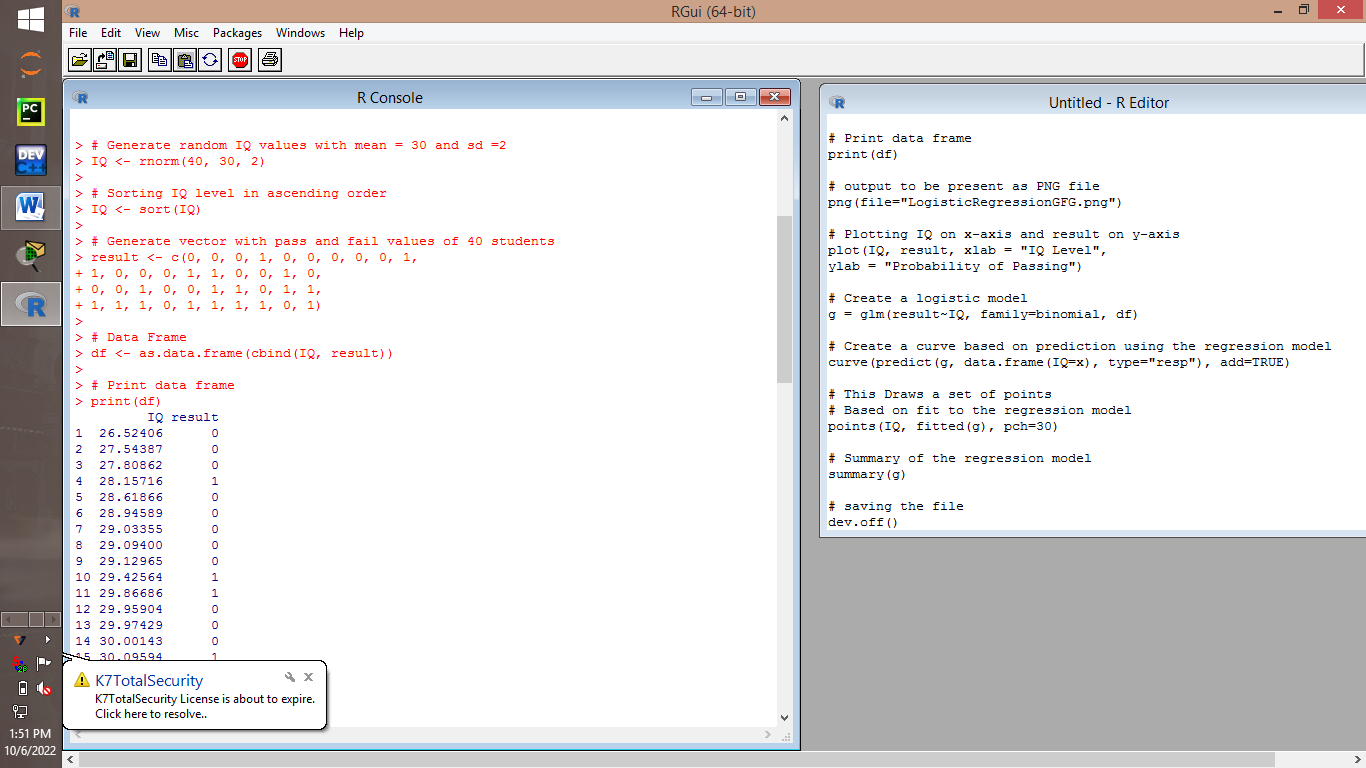 RGui (64-bit)
File Edit View Misc Packages Windows Help
STOP
R Console
> # Generate random IQ values with mean = 30 and sd =2
> IQ <- rnorm(40, 30, 2)
>
> # Sorting IQ level in ascending order
> IQ <- sort(IQ)
>
> # Generate vector with pass and fail values of 40 students
> result <- c(0, 0, 0, 1, 0, 0, 0, 0, 0, 1,
+ 1, 0, 0, 0, 1, 1, 0, 0, 1, 0,
+ 0, 0, 1, 0, 0, 1, 1, 0, 1, 1,
+ 1, 1, 1, 0, 1, 1, 1, 1, 0, 1)
>
> # Data Frame
> df <- as.data.frame(cbind(IQ, result))
>
> # Print data frame
> print(df)
IQ result
1 26.52406 0
2 27.54387 0
3 27.80862 0
4 28.15716 1
5 28.61866 0
6 28.94589 0
7 29.03355 0
8 29.09400 0
9 29.12965 0
10 29.42564 1
11 29.86686 1
12 29.95904 0
13 29.97429 0
14 30.00143 0
15 30.09594 1
Untitled - R Editor
# Print data frame
print(df)
# output to be present as PNG file
png(file="LogisticRegressionGFG.png")
# Plotting IQ on x-axis and result on y-axis
plot(IQ, result, xlab = "IQ Level",
ylab = "Probability of Passing")
# Create a logistic model
g = glm(result~IQ, family=binomial, df)
# Create a curve based on prediction using the regression model
curve(predict(g, data.frame(IQ=x), type="resp"), add=TRUE)
# This Draws a set of points
# Based on fit to the regression model
points(IQ, fitted(g), pch=30)
# Summary of the regression model
summary(g)
# saving the file
dev.off()
K7TotalSecurity
K7TotalSecurity License is about to expire.
Click here to resolve..
PC
DEV
C++
W
R
1:51 PM
10/6/2022